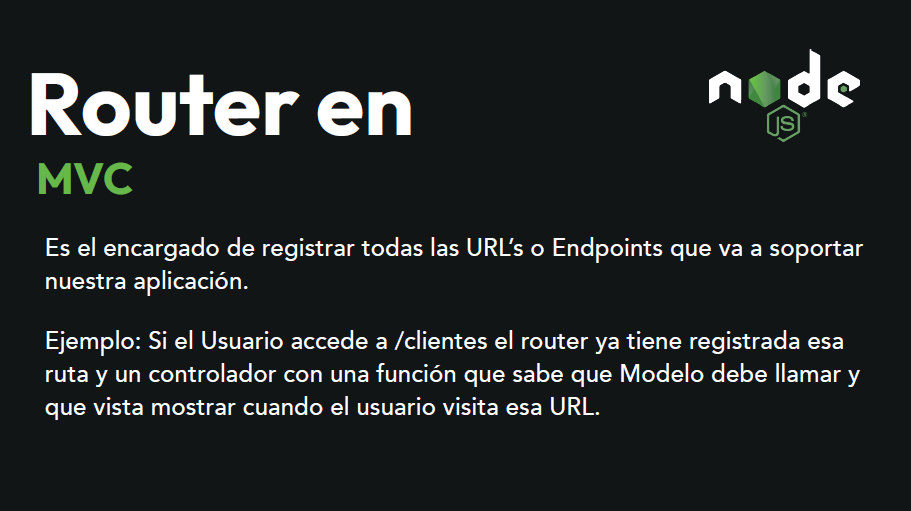 Router en
MVC
node
JS
Es el encargado de registrar todas las URL’s o Endpoints que va a soportar
nuestra aplicación.
Ejemplo: Si el Usuario accede a /clientes el router ya tiene registrada esa
ruta y un controlador con una función que sabe que Modelo debe llamar y
que vista mostrar cuando el usuario visita esa URL.